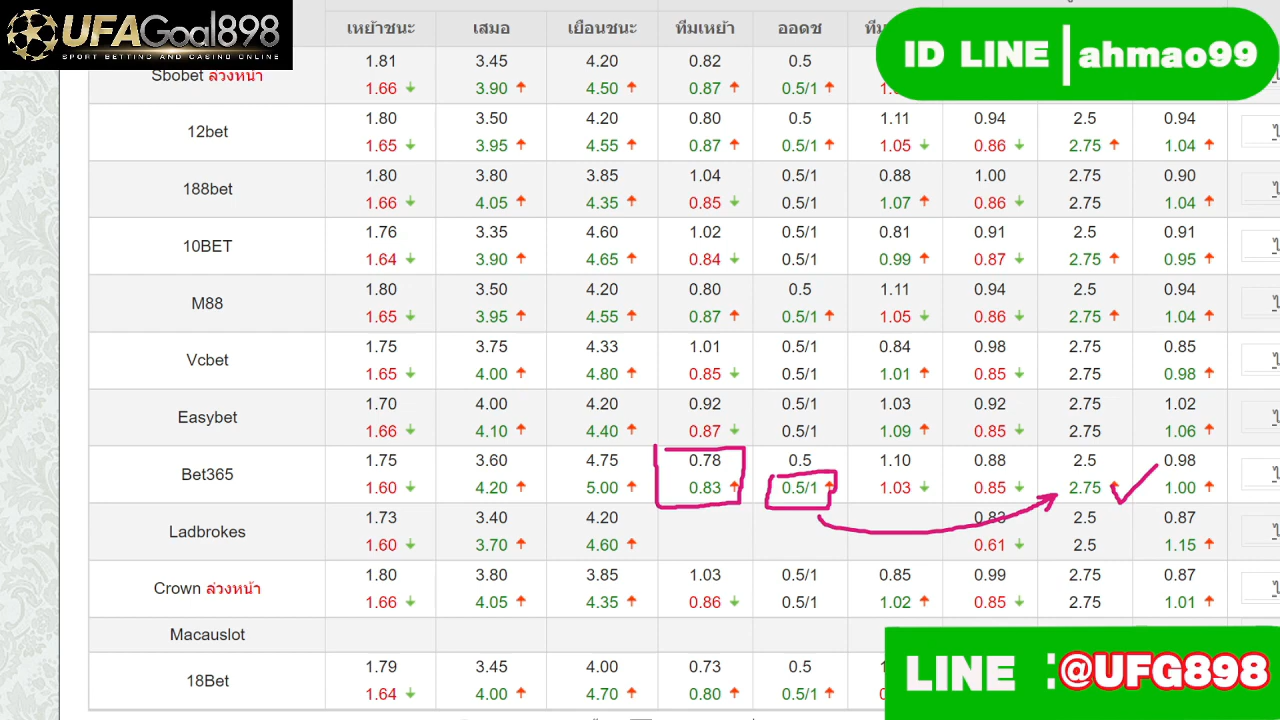 UFAGoal898
SPORT BETTING AND CASINO ONLINE
ID LINE | ahmao99
เหย้าชนะ เสมอ เยือนชนะ ทีมเหย้า ออดช
Sbobet ล่วงหน้า 1.81 3.45 4.20 0.82 0.5
1.66 3.90 4.50 0.87 0.5/1
12bet 1.80 3.50 4.20 0.80 0.5 1.11 0.94 2.5 0.94
1.65 3.95 4.55 0.87 0.5/1 1.05 0.86 2.75 1.04
188bet 1.80 3.80 3.85 1.04 0.5/1 0.88 1.00 2.75 0.90
1.66 4.05 4.35 0.85 0.5/1 1.07 0.86 2.75 1.04
10BET 1.76 3.35 4.60 1.02 0.5/1 0.81 0.91 2.5 0.91
1.64 3.90 4.65 0.84 0.5/1 0.99 0.87 2.75 0.95
M88 1.80 3.50 4.20 0.80 0.5 1.11 0.94 2.5 0.94
1.65 3.95 4.55 0.87 0.5/1 1.05 0.86 2.75 1.04
Vcbet 1.75 3.75 4.33 1.01 0.5/1 0.84 0.98 2.75 0.85
1.65 4.00 4.80 0.85 0.5/1 1.01 0.85 2.75 0.98
Easybet 1.70 4.00 4.20 0.92 0.5/1 1.03 0.92 2.75 1.02
1.66 4.10 4.40 0.87 0.5/1 1.09 0.85 2.75 1.06
Bet365 1.75 3.60 4.75 0.78 0.5 1.10 0.88 2.5 0.98
1.60 4.20 5.00 0.83 0.5/1 1.03 0.85 2.75 1.00
Ladbrokes 1.73 3.40 4.20 0.83 2.5 0.87
1.60 3.70 4.60 0.61 2.5 1.15
Crown ล่วงหน้า 1.80 3.80 3.85 1.03 0.5/1 0.85 0.99 2.75 0.87
1.66 4.05 4.35 0.86 0.5/1 1.02 0.85 2.75 1.01
Macauslot
18Bet 1.79 3.45 4.00 0.73 0.5
1.64 4.00 4.70 0.80 0.5/1
LINE : @UFG898